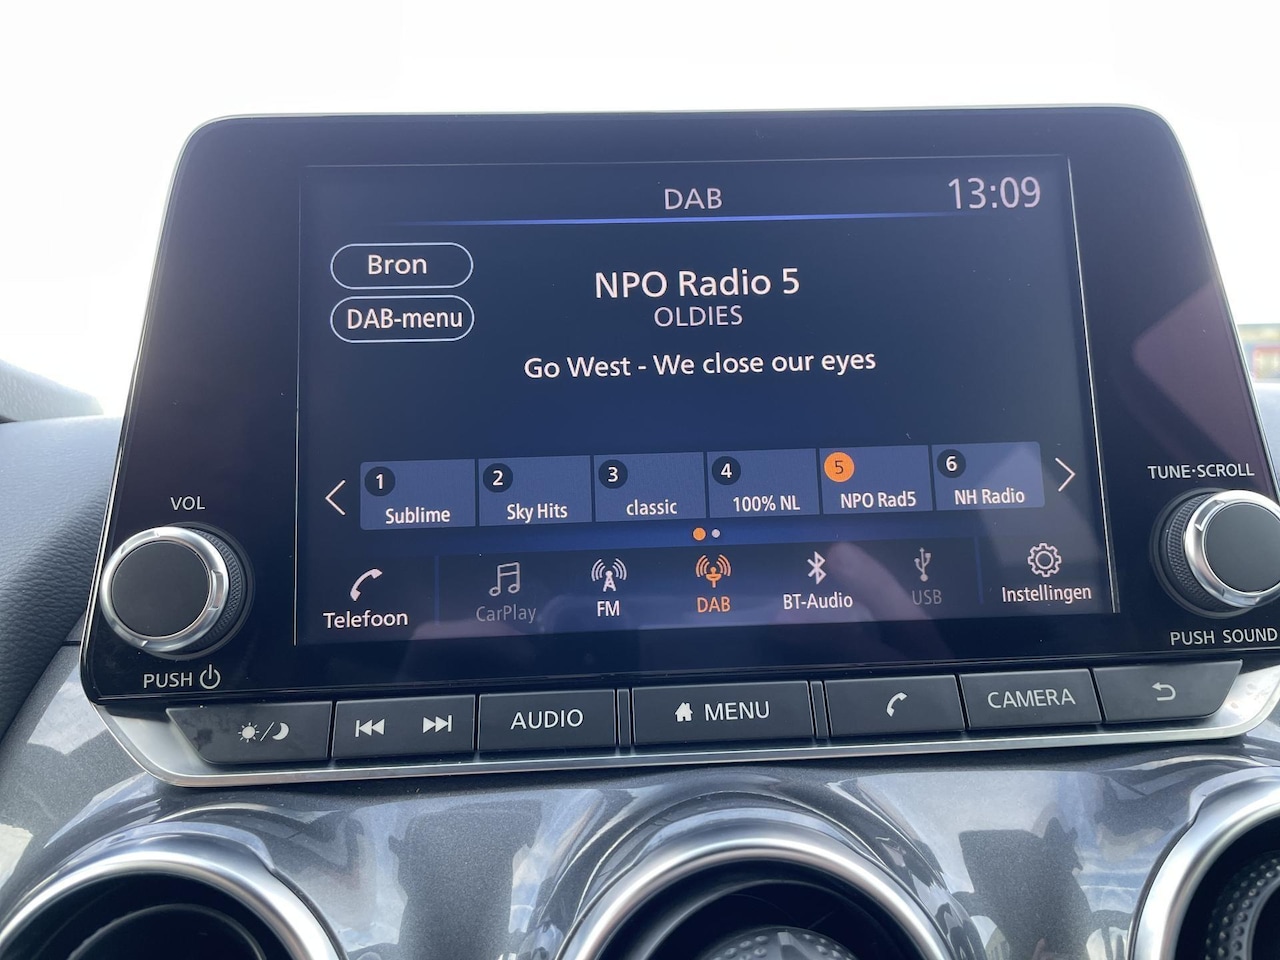 DAB
13:09
Bron
DAB-menu
NPO Radio 5
OLDIES
Go West - We close our eyes
1 Sublime
2 Sky Hits
3 classic
4 100% NL
5 NPO Rad5
6 NH Radio
Telefoon
CarPlay
FM
DAB
BT-Audio
USB
Instellingen
VOL
PUSH
TUNE·SCROLL
PUSH SOUND
AUDIO
MENU
CAMERA